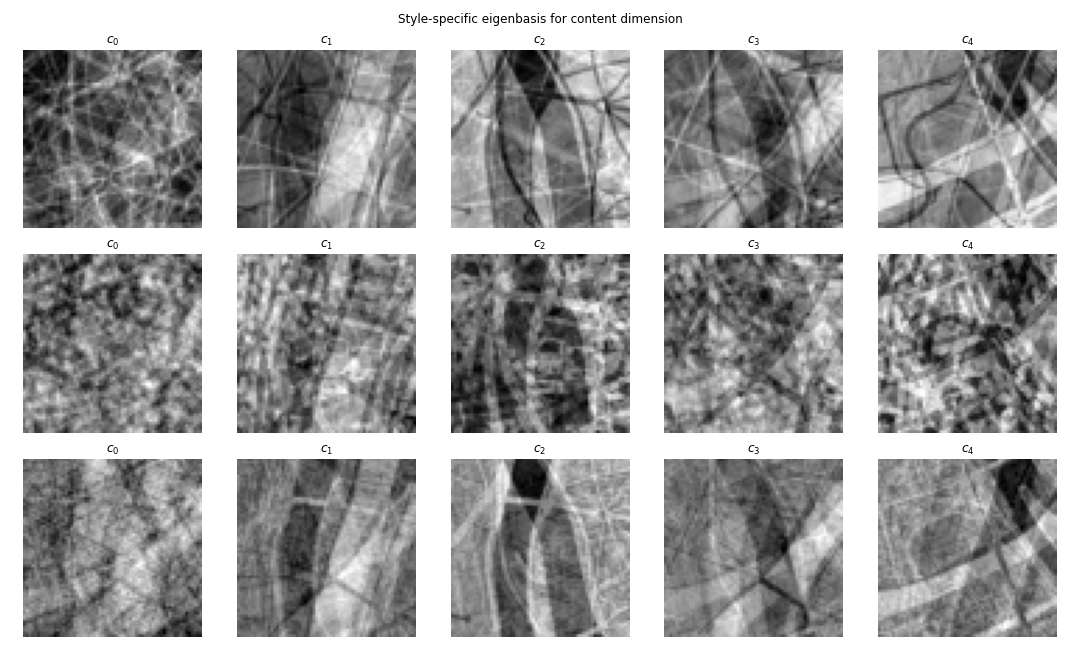 Style-specific eigenbasis for content dimension
c₀ c₁ c₂ c₃ c₄
c₀ c₁ c₂ c₃ c₄
c₀ c₁ c₂ c₃ c₄